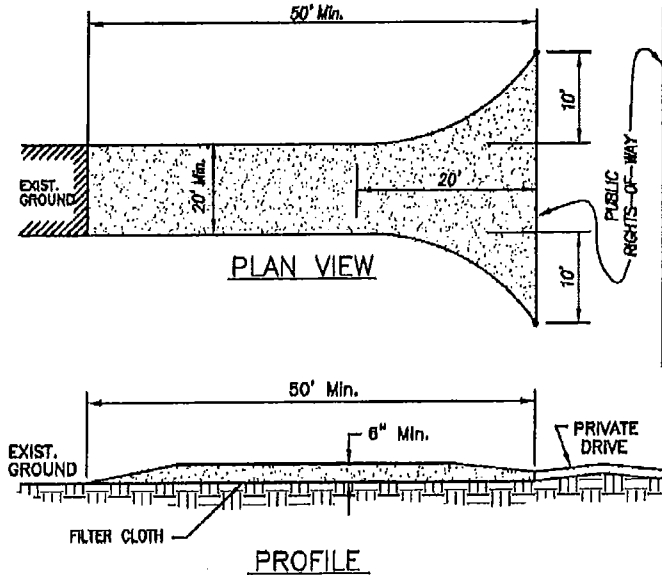 50' Min.
10'
EXIST.
GROUND
20' Min.
20'
PUBLIC
RIGHTS-OF-WAY
10'
PLAN VIEW
50' Min.
EXIST.
GROUND
6" Min.
PRIVATE
DRIVE
FILTER CLOTH
PROFILE